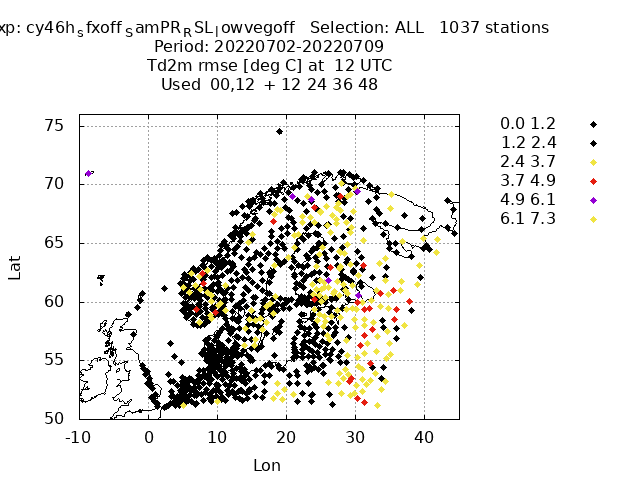 xp: cy46h_sfxoff_SamPR_RSL_lowvegoff   Selection: ALL   1037 stations
Period: 20220702-20220709
Td2m rmse [deg C] at  12 UTC
Used  00,12  + 12 24 36 48
0.0 1.2
1.2 2.4
2.4 3.7
3.7 4.9
4.9 6.1
6.1 7.3
75
70
65
60
55
50
Lat
-10 0 10 20 30 40
Lon